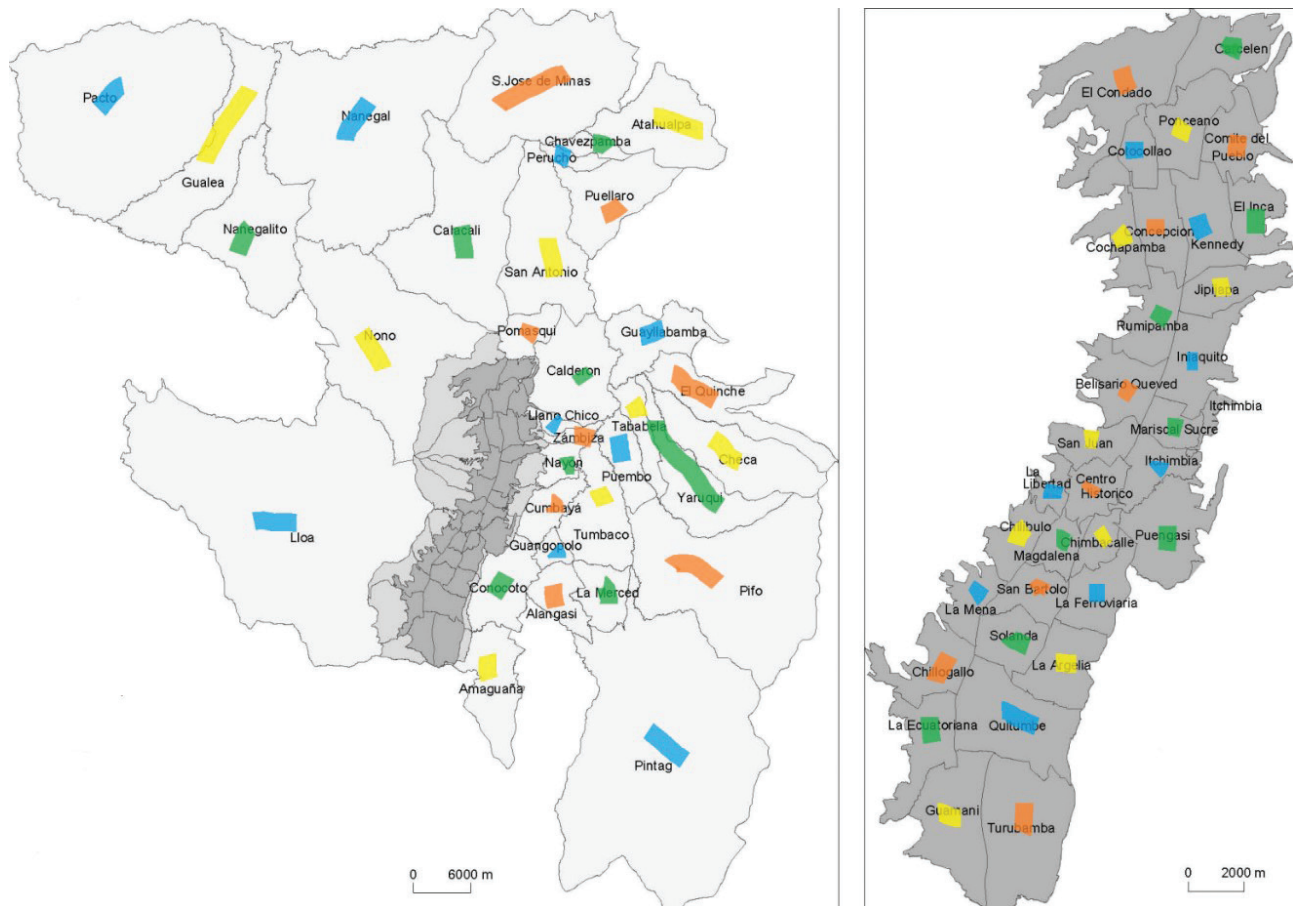 S.Jose de Minas
Pacto
Nanegal
Atahualpa
Chavezpamba
Perucho
Gualea
Puellaro
Nanegalito
Calacali
San Antonio
Pomasqui
Guayllabamba
Nono
Calderon
El Quinche
Llano Chico
Tababela
Zambiza
Checa
Nayon
Puembo
Yaruqui
Cumbayá
Tumbaco
Lloa
Guangopolo
Conocoto
La Merced
Pifo
Alangasi
Amaguaña
Pintag
0 6000 m
Carcelen
El Condado
Ponceano
Comite del
Pueblo
Cotocollao
El Inca
Concepcion
Cochapamba
Kennedy
Jipijapa
Rumipamba
Iñaquito
Belisario Queved
Itchimbia
Mariscal Sucre
San Juan
Itchimbia
La
Libertad
Centro
Historico
Chilibulo
Magdalena
Chimbacalle
Puengasi
San Bartolo
La Mena
La Ferroviaria
Solanda
La Argelia
Chillogallo
La Ecuatoriana
Quitumbe
Guamani
Turubamba
0 2000 m